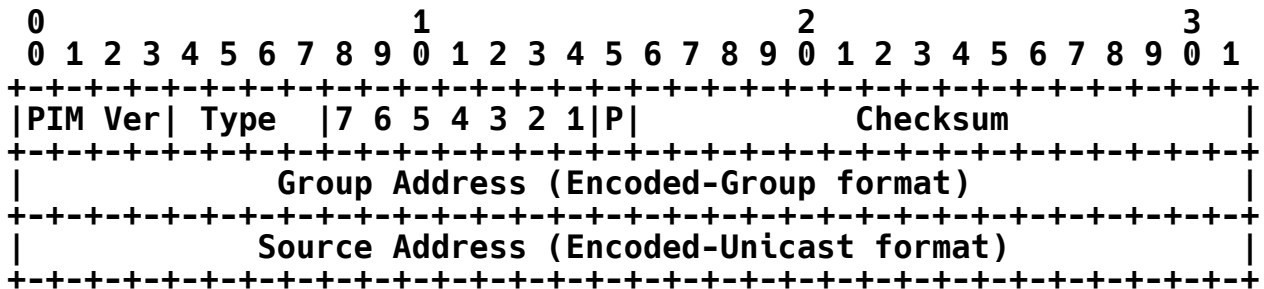 0                   1                   2                   3
 0 1 2 3 4 5 6 7 8 9 0 1 2 3 4 5 6 7 8 9 0 1 2 3 4 5 6 7 8 9 0 1
+-+-+-+-+-+-+-+-+-+-+-+-+-+-+-+-+-+-+-+-+-+-+-+-+-+-+-+-+-+-+-+-+
|PIM Ver| Type  |7 6 5 4 3 2 1|P|           Checksum            |
+-+-+-+-+-+-+-+-+-+-+-+-+-+-+-+-+-+-+-+-+-+-+-+-+-+-+-+-+-+-+-+-+
|             Group Address (Encoded-Group format)              |
+-+-+-+-+-+-+-+-+-+-+-+-+-+-+-+-+-+-+-+-+-+-+-+-+-+-+-+-+-+-+-+-+
|            Source Address (Encoded-Unicast format)            |
+-+-+-+-+-+-+-+-+-+-+-+-+-+-+-+-+-+-+-+-+-+-+-+-+-+-+-+-+-+-+-+-+